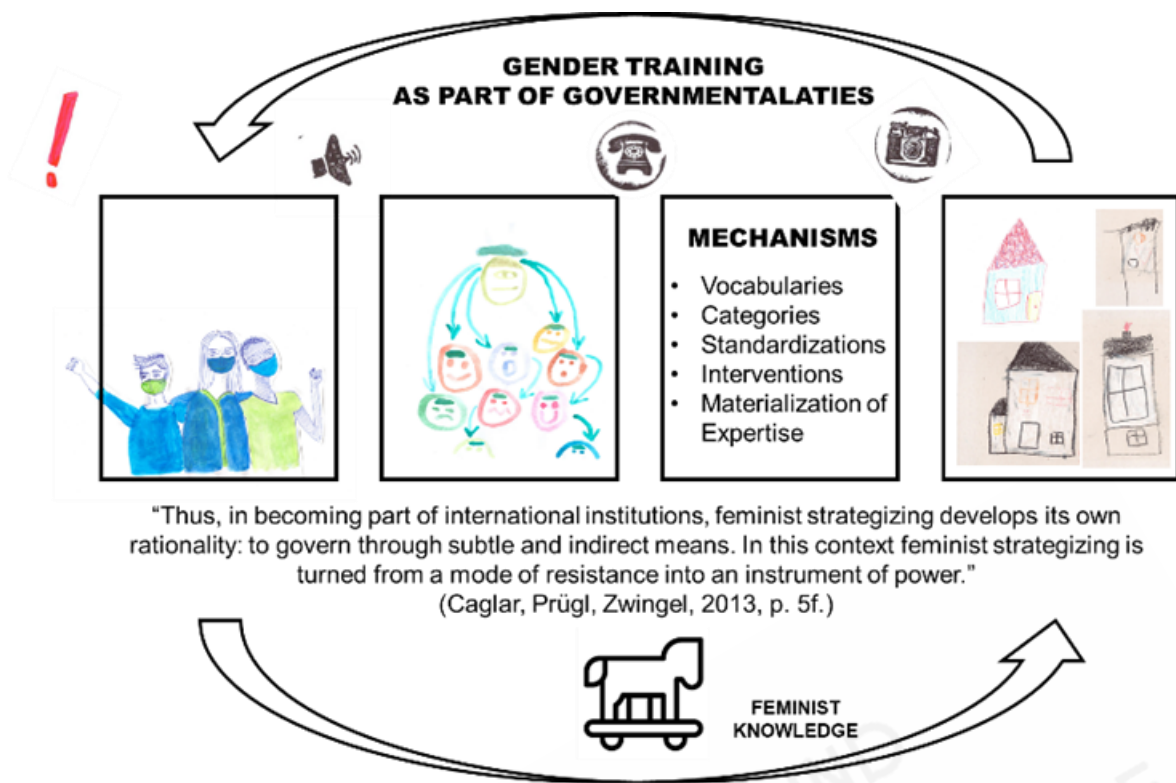 GENDER TRAINING
AS PART OF GOVERNMENTALATIES
MECHANISMS
• Vocabularies
• Categories
• Standardizations
• Interventions
• Materialization of
Expertise
“Thus, in becoming part of international institutions, feminist strategizing develops its own
rationality: to govern through subtle and indirect means. In this context feminist strategizing is
turned from a mode of resistance into an instrument of power.”
(Caglar, Prügl, Zwingel, 2013, p. 5f.)
FEMINIST
KNOWLEDGE